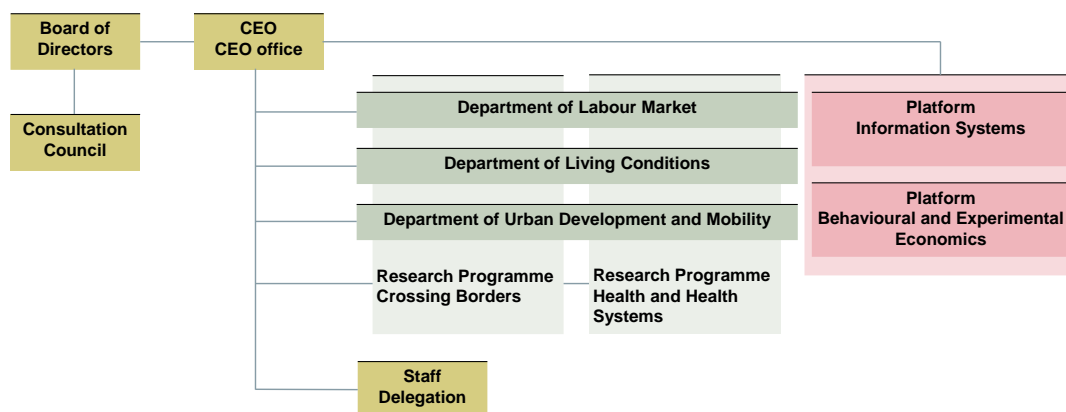 Board of
Directors
CEO
CEO office
Consultation
Council
Department of Labour Market
Department of Living Conditions
Department of Urban Development and Mobility
Research Programme
Crossing Borders
Research Programme
Health and Health
Systems
Platform
Information Systems
Platform
Behavioural and Experimental
Economics
Staff
Delegation